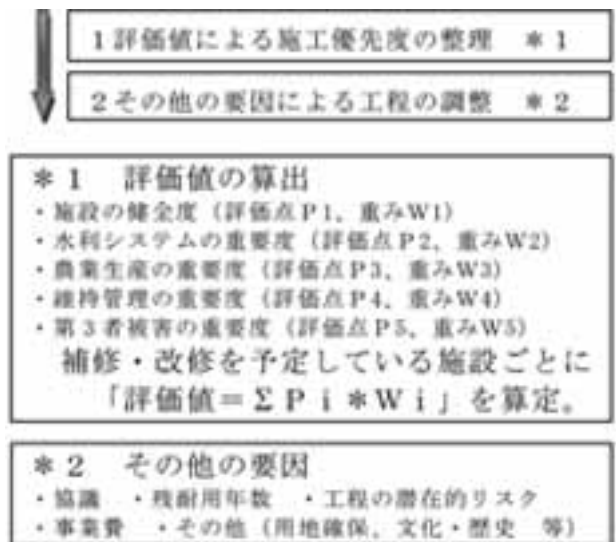 1評価値による施工優先度の整理 ＊1
2その他の要因による工程の調整 ＊2
＊1 評価値の算出
・施設の健全度（評価点P1、重みW1）
・水利システムの重要度（評価点P2、重みW2）
・農業生産の重要度（評価点P3、重みW3）
・維持管理の重要度（評価点P4、重みW4）
・第3者被害の重要度（評価点P5、重みW5）
補修・改修を予定している施設ごとに
「評価値＝ΣPi＊Wi」を算定。
＊2 その他の要因
・協議 ・残耐用年数 ・工程の潜在的リスク
・事業費 ・その他（用地確保、文化・歴史 等）